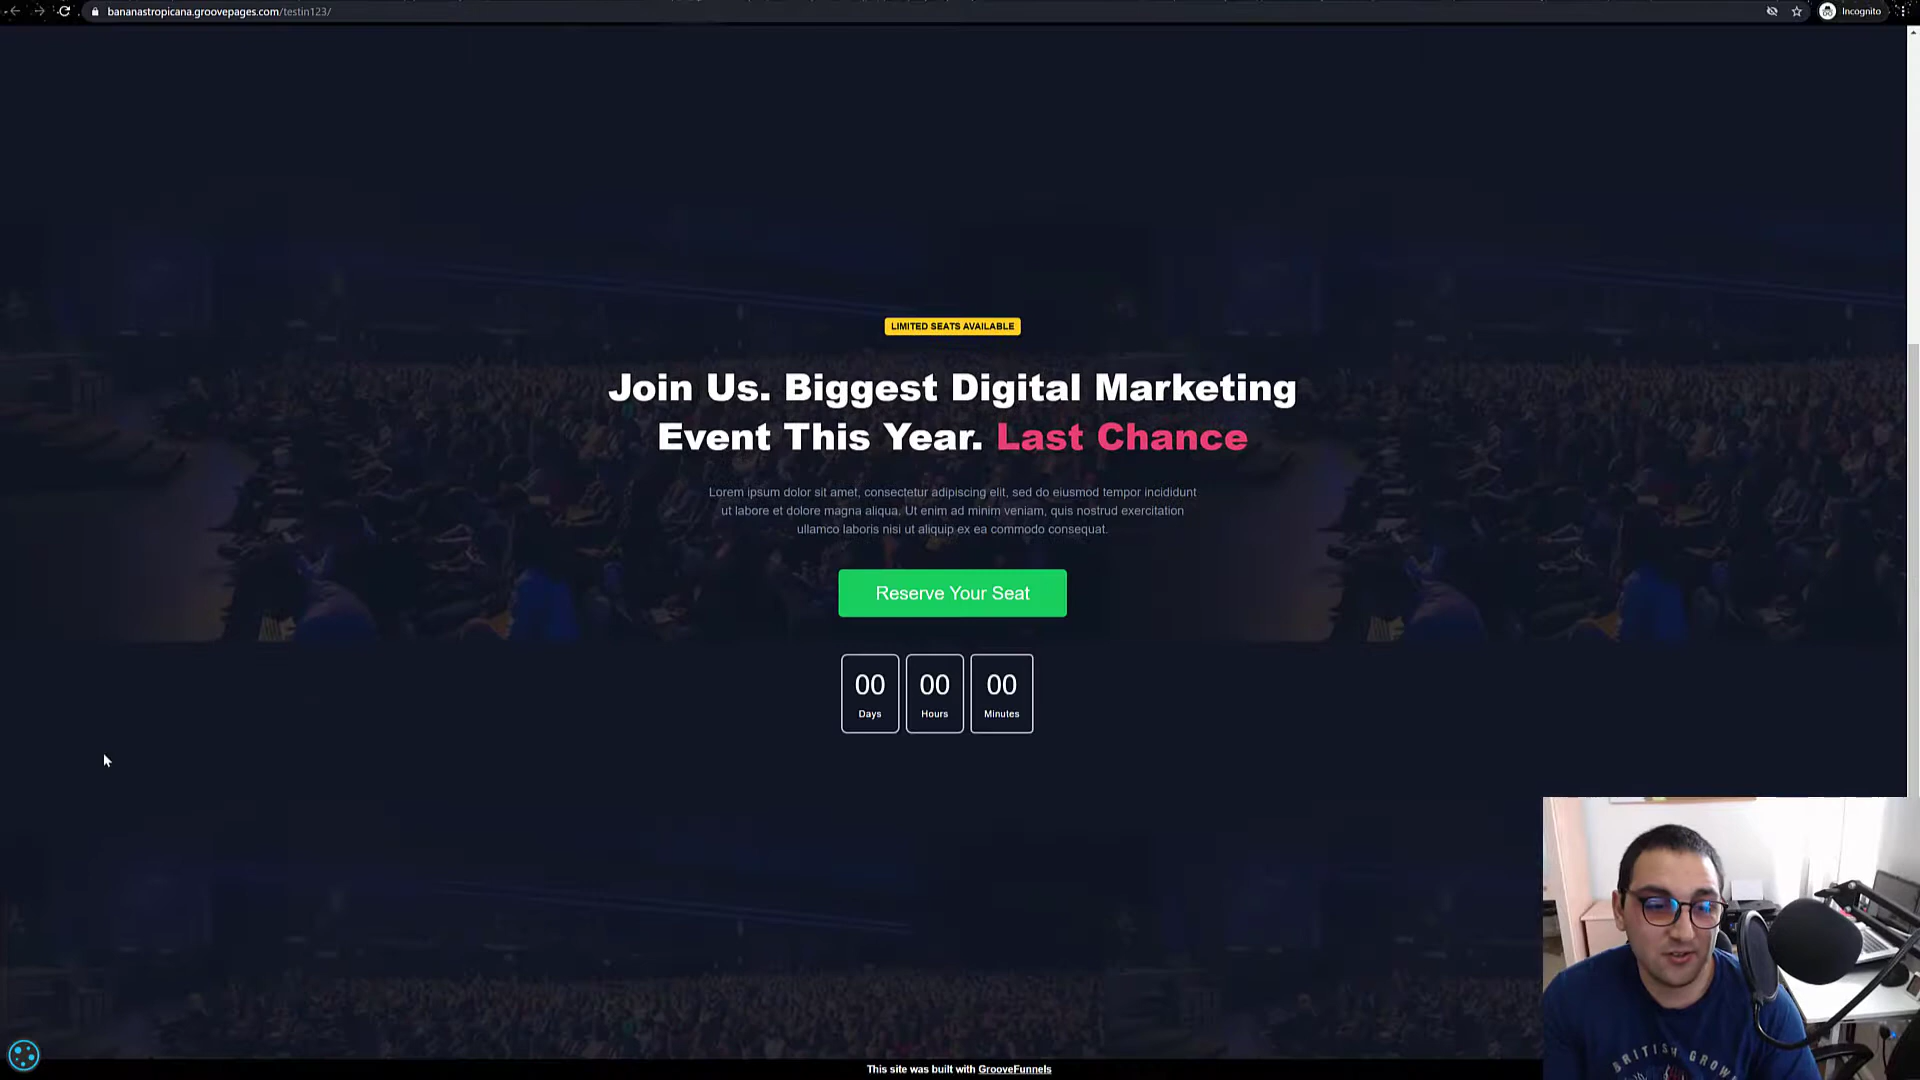 bananastropicana.groovepages.com/testin123/
Incognito
LIMITED SEATS AVAILABLE
Join Us. Biggest Digital Marketing
Event This Year. Last Chance
Lorem ipsum dolor sit amet, consectetur adipiscing elit, sed do eiusmod tempor incididunt
ut labore et dolore magna aliqua. Ut enim ad minim veniam, quis nostrud exercitation
ullamco laboris nisi ut aliquip ex ea commodo consequat.
Reserve Your Seat
00 00 00
Days Hours Minutes
BRITISH GROW
This site was built with GrooveFunnels